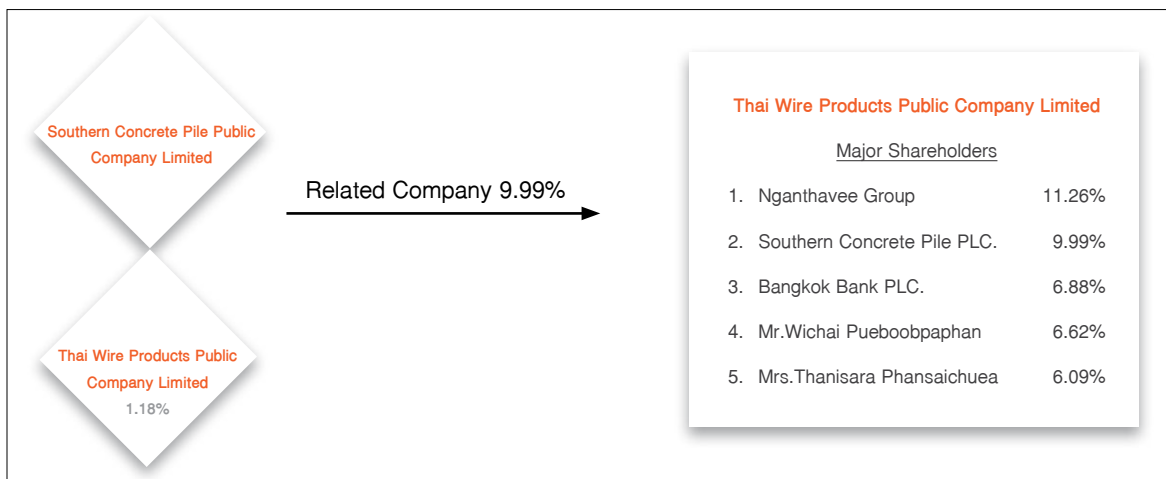 Southern Concrete Pile Public
Company Limited
Related Company 9.99%
Thai Wire Products Public
Company Limited
1.18%
Thai Wire Products Public Company Limited
Major Shareholders
1. Nganthavee Group 11.26%
2. Southern Concrete Pile PLC. 9.99%
3. Bangkok Bank PLC. 6.88%
4. Mr.Wichai Pueboobpaphan 6.62%
5. Mrs.Thanisara Phansaichuea 6.09%